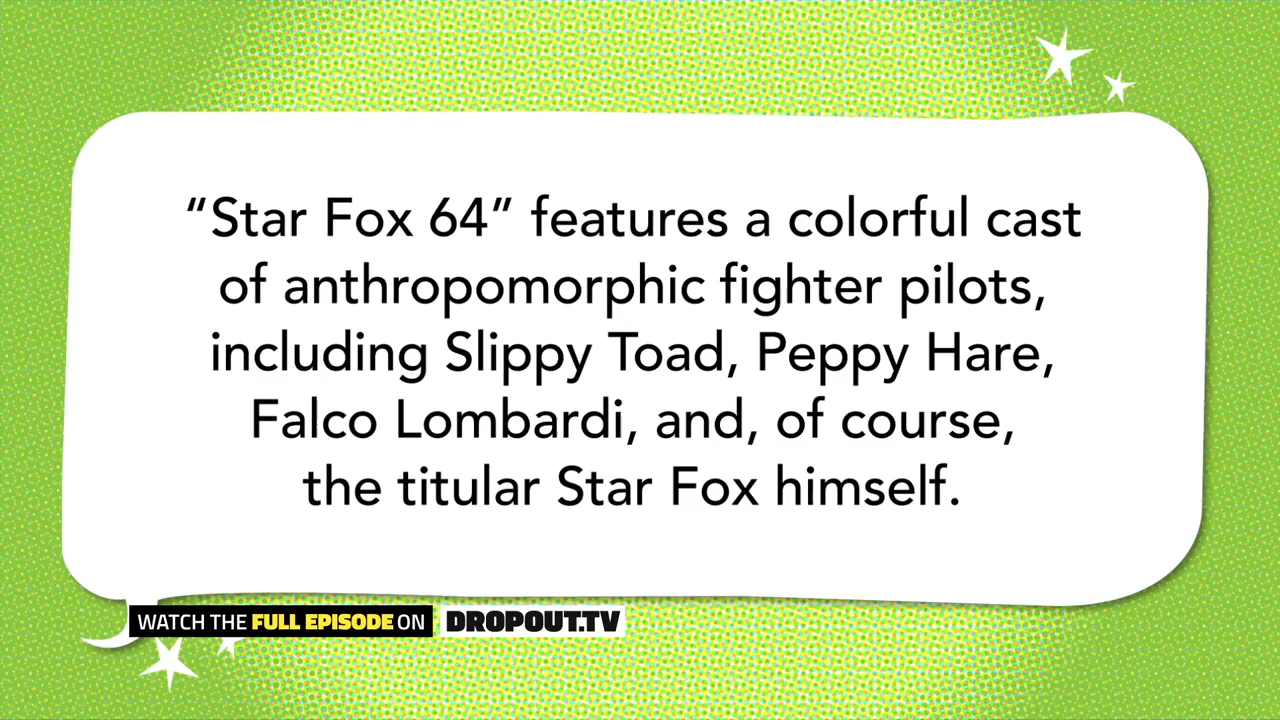 “Star Fox 64” features a colorful cast
of anthropomorphic fighter pilots,
including Slippy Toad, Peppy Hare,
Falco Lombardi, and, of course,
the titular Star Fox himself.
WATCH THE FULL EPISODE ON DROPOUT.TV